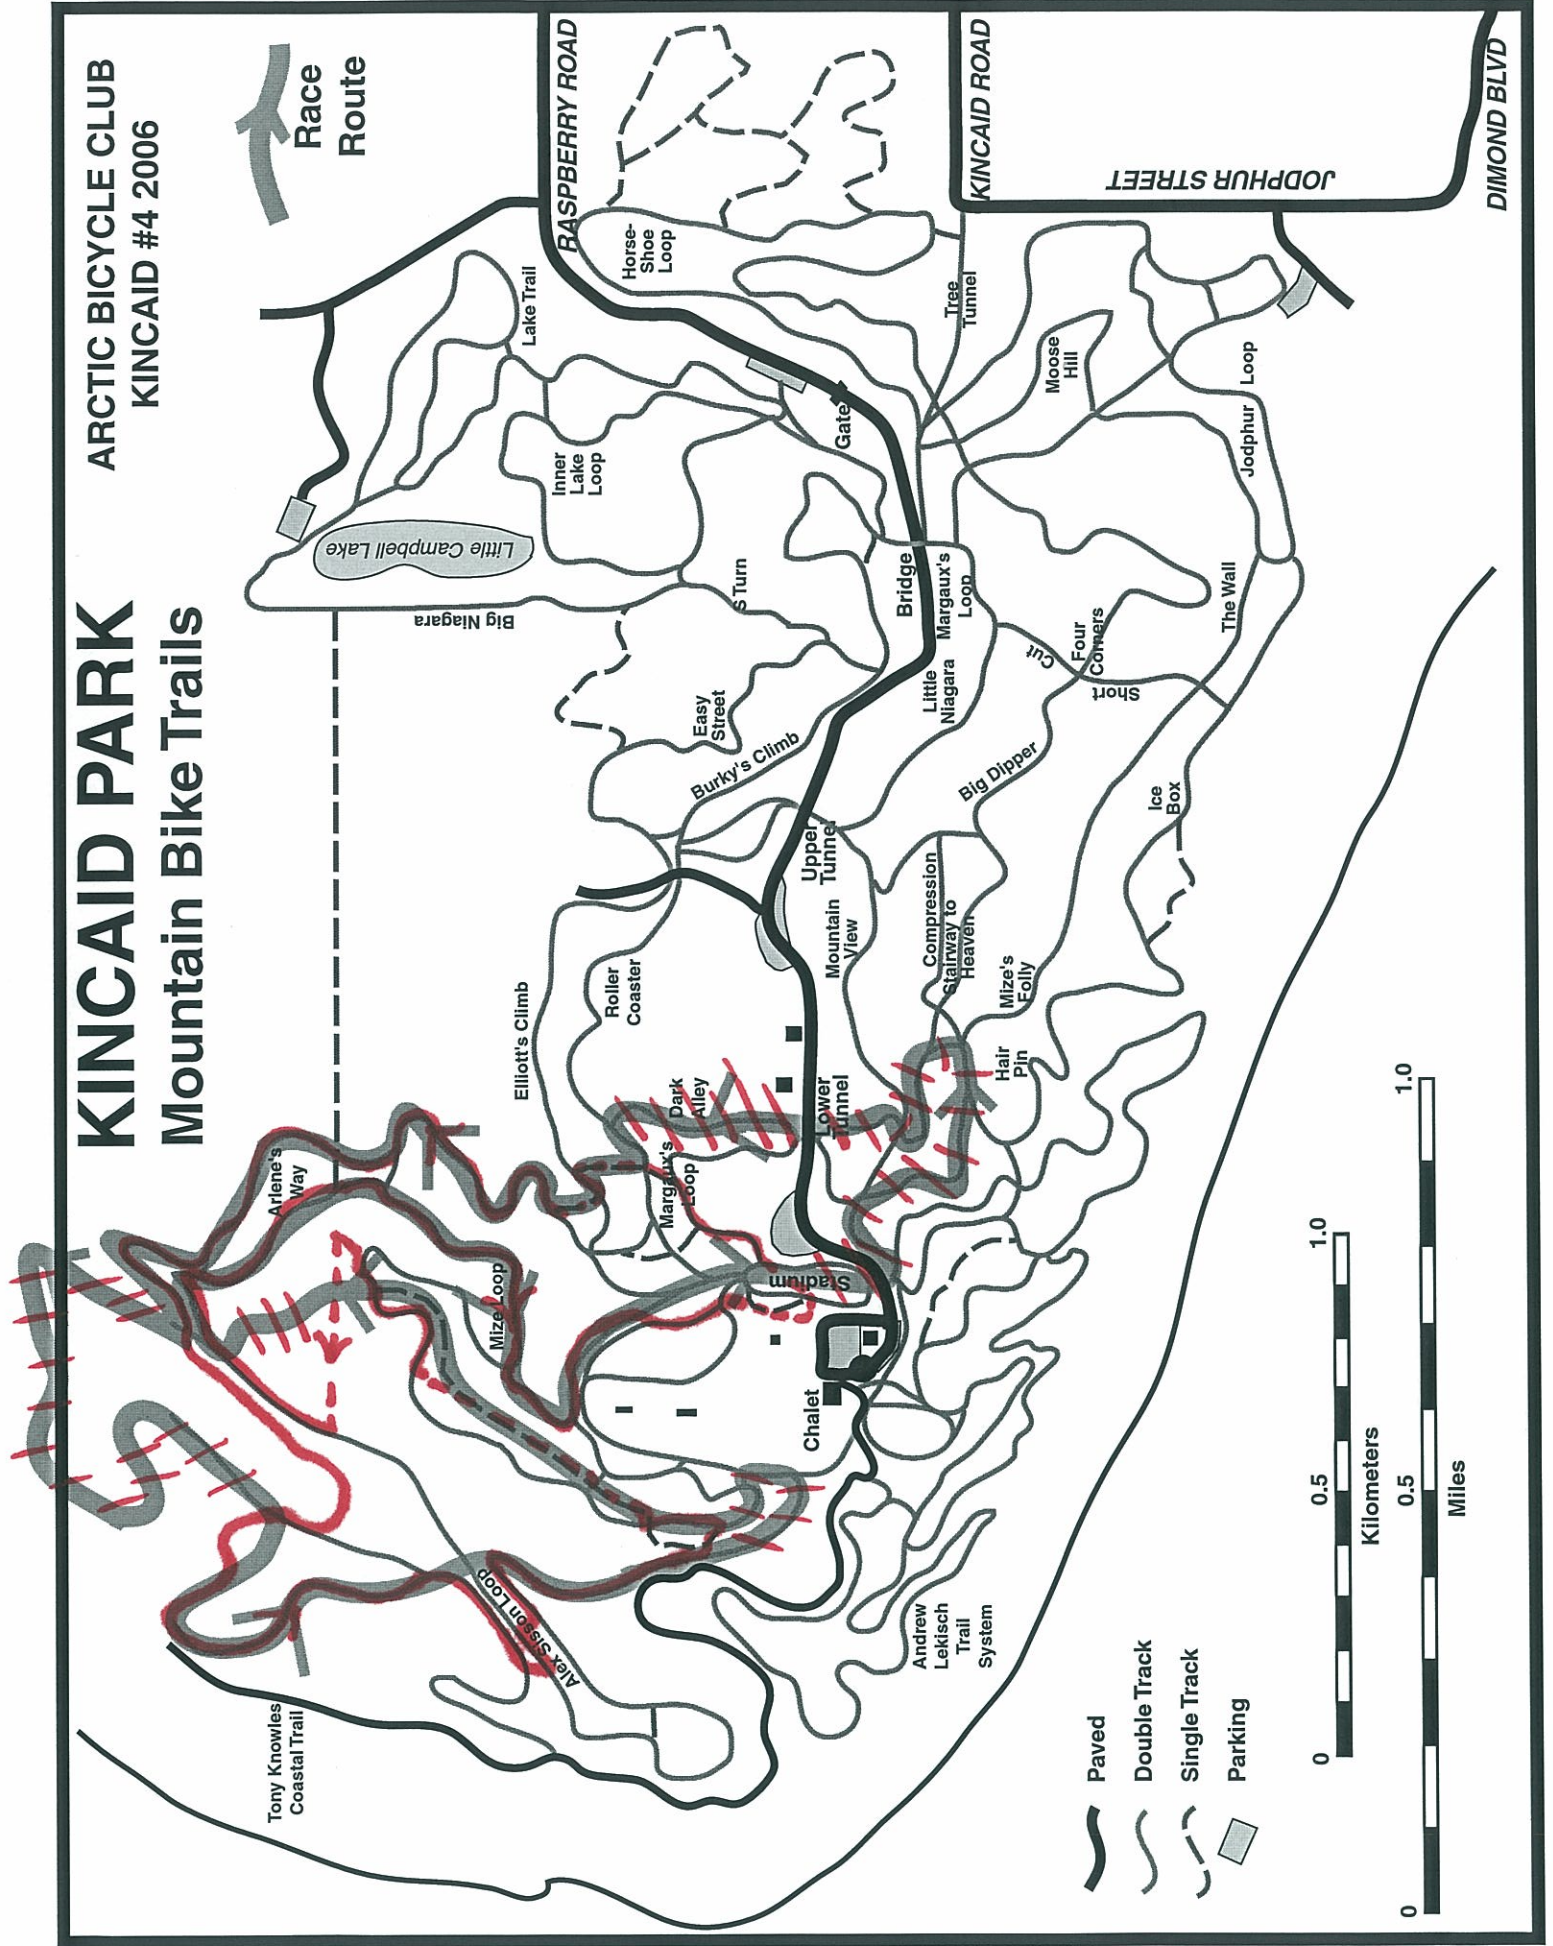 KINCAID PARK
Mountain Bike Trails
ARCTIC BICYCLE CLUB
KINCAID #4 2006
Race
Route
RASPBERRY ROAD
KINCAID ROAD
JODPHUR STREET
DIMOND BLVD
Horse-
Shoe
Loop
Lake Trail
Tree
Tunnel
Moose
Hill
Loop
Jodphur
Gate
Inner
Lake
Loop
Little Campbell Lake
Big Niagara
S Turn
Bridge
Margaux's
Loop
The Wall
Four
Corners
Short
Cut
Little
Niagara
Easy
Street
Burky's Climb
Big Dipper
Ice
Box
Upper
Tunnel
Mountain
View
Compression
Stairway to
Heaven
Mize's
Folly
Hair
Pin
Roller
Coaster
Elliott's Climb
Dark
Alley
Lower
Tunnel
Margaux's
Loop
Arlene's
Way
Stadium
Mize Loop
Chalet
Alex Sisson Loop
Andrew
Lekisch
Trail
System
Tony Knowles
Coastal Trail
Paved
Double Track
Single Track
Parking
0
0.5
1.0
Kilometers
0
0.5
1.0
Miles